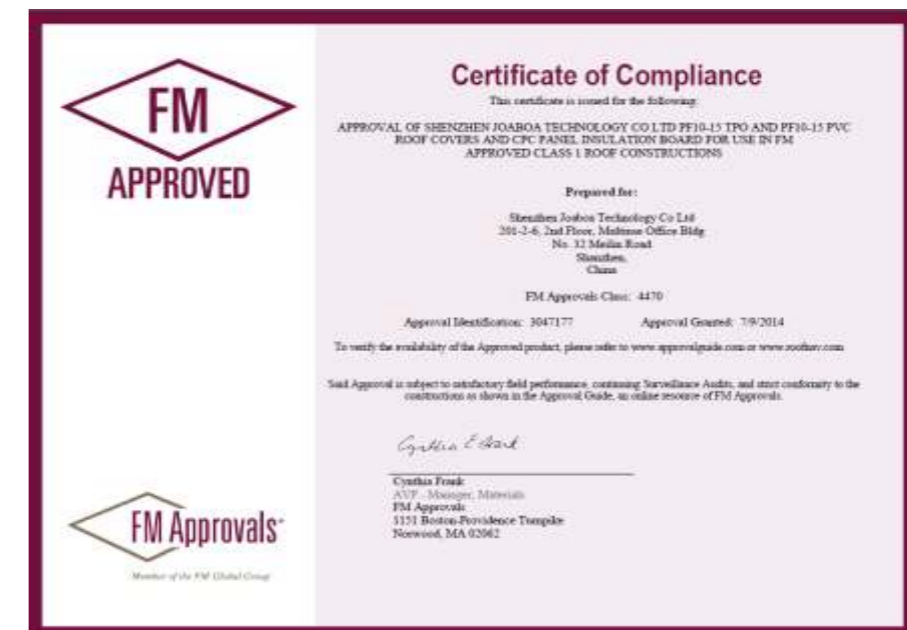 FM
APPROVED
Certificate of Compliance
This certificate is issued for the following:
APPROVAL OF SHENZHEN JOABOA TECHNOLOGY CO LTD PF10-15 TPO AND PF10-15 PVC
ROOF COVERS AND CPC PANEL INSULATION BOARD FOR USE IN FM
APPROVED CLASS 1 ROOF CONSTRUCTIONS
Prepared for:
Shenzhen Joaboa Technology Co Ltd
201-2-6, 2nd Floor, Office Bldg
No. 32 Meilin Road
Shenzhen,
China
FM Approvals Class: 4470
Approval Identification: 3047177 Approval Granted: 7/9/2014
To verify the availability of the Approved product, please refer to www.approvalguide.com or www.roofnav.com
Said Approval is subject to satisfactory field performance, continuing Surveillance Audits, and strict conformity to the
constructions as shown in the Approval Guide, an online resource of FM Approvals.
Cynthia E Frank
Cynthia Frank
AVP - Manager, Materials
FM Approvals
1151 Boston-Providence Turnpike
Norwood, MA 02062
FM Approvals
Member of the FM Global Group